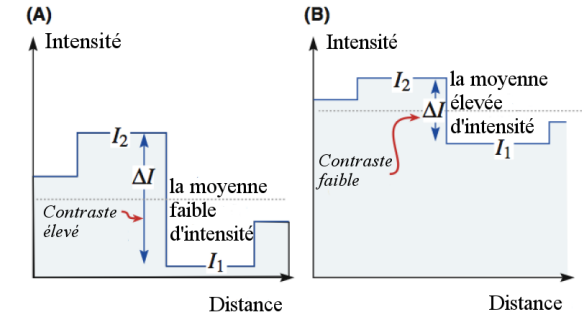 (A)
Intensité
I2
ΔI
la moyenne
faible
d'intensité
Contraste
élevé
I1
Distance
(B)
Intensité
I2
la moyenne
ΔI élevée
d'intensité
I1
Contraste
faible
Distance